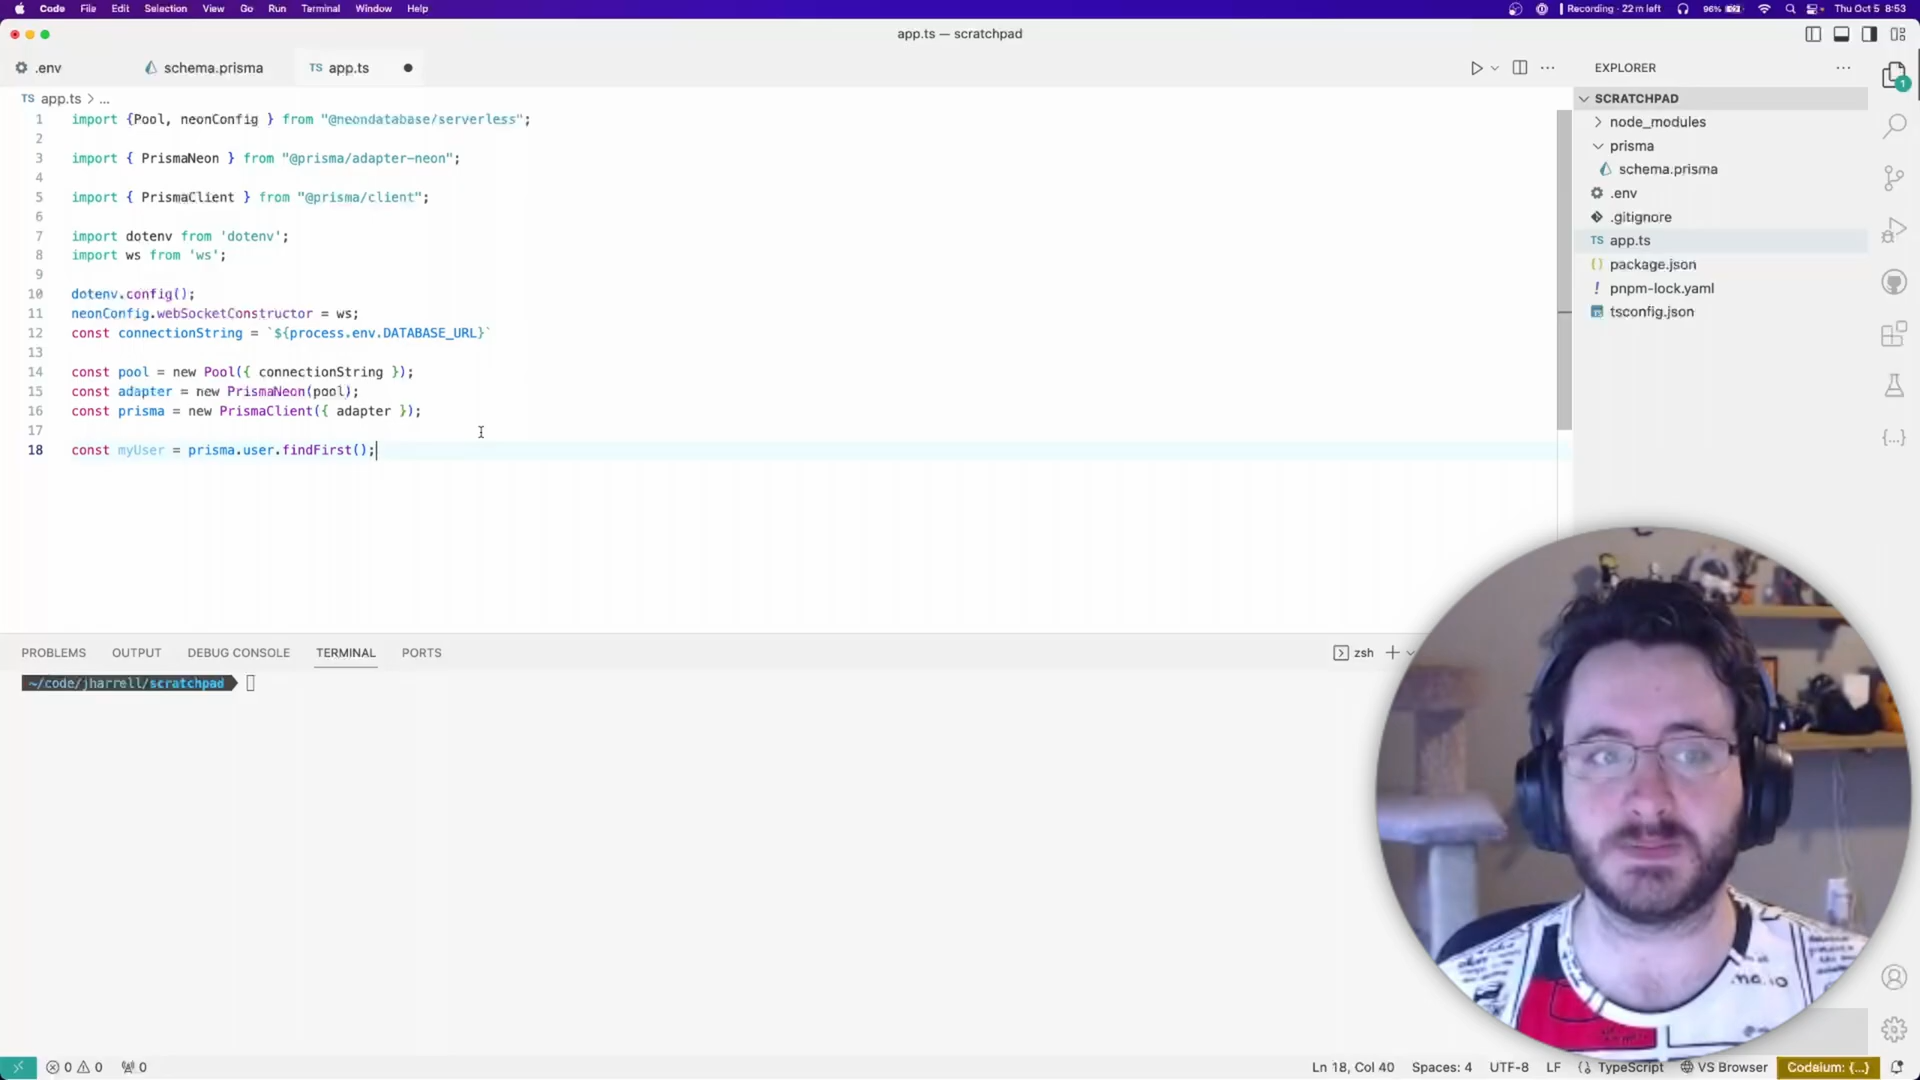 Code File Edit Selection View Go Run Terminal Window Help
Recording · 22 m left 96% Thu Oct 5 8:53
app.ts — scratchpad
.env schema.prisma TS app.ts
EXPLORER
TS app.ts > ...
SCRATCHPAD
1 import {Pool, neonConfig } from "@neondatabase/serverless";
2
3 import { PrismaNeon } from "@prisma/adapter-neon";
4
5 import { PrismaClient } from "@prisma/client";
6
7 import dotenv from 'dotenv';
8 import ws from 'ws';
9
10 dotenv.config();
11 neonConfig.webSocketConstructor = ws;
12 const connectionString = `${process.env.DATABASE_URL}`
13
14 const pool = new Pool({ connectionString });
15 const adapter = new PrismaNeon(pool);
16 const prisma = new PrismaClient({ adapter });
17
18 const myUser = prisma.user.findFirst();
node_modules
prisma
schema.prisma
.env
.gitignore
TS app.ts
{} package.json
! pnpm-lock.yaml
tsconfig.json
1
PROBLEMS OUTPUT DEBUG CONSOLE TERMINAL PORTS
zsh
~/code/jharrell/scratchpad
0 0 0
Ln 18, Col 40 Spaces: 4 UTF-8 LF TypeScript VS Browser Codeium: {...}